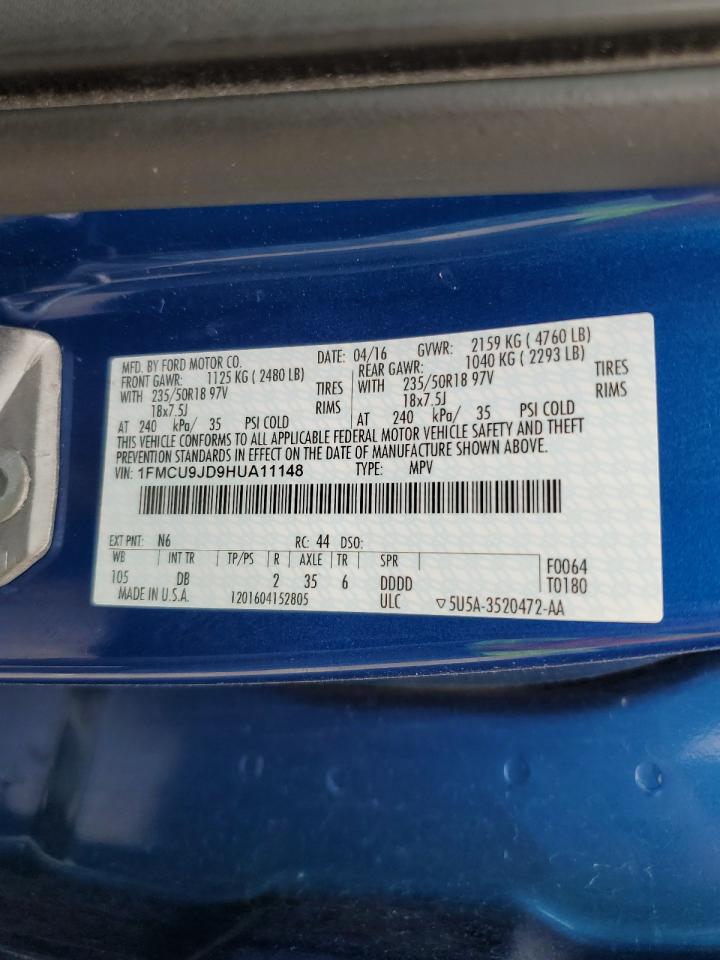 MFD. BY FORD MOTOR CO. DATE: 04/16 GVWR: 2159 KG ( 4760 LB)
FRONT GAWR: 1125 KG ( 2480 LB) REAR GAWR: 1040 KG ( 2293 LB)
WITH 235/50R18 97V TIRES WITH 235/50R18 97V TIRES
18x7.5J RIMS 18x7.5J RIMS
AT 240 kPa/ 35 PSI COLD AT 240 kPa/ 35 PSI COLD
THIS VEHICLE CONFORMS TO ALL APPLICABLE FEDERAL MOTOR VEHICLE SAFETY AND THEFT
PREVENTION STANDARDS IN EFFECT ON THE DATE OF MANUFACTURE SHOWN ABOVE.
VIN: 1FMCU9JD9HUA11148 TYPE: MPV
EXT PNT: N6 RC: 44 DSO:
WB INT TR TP/PS R AXLE TR SPR F0064
105 DB 2 35 6 DDDD T0180
MADE IN U.S.A. 1201604152805 ULC ▽5U5A-3520472-AA